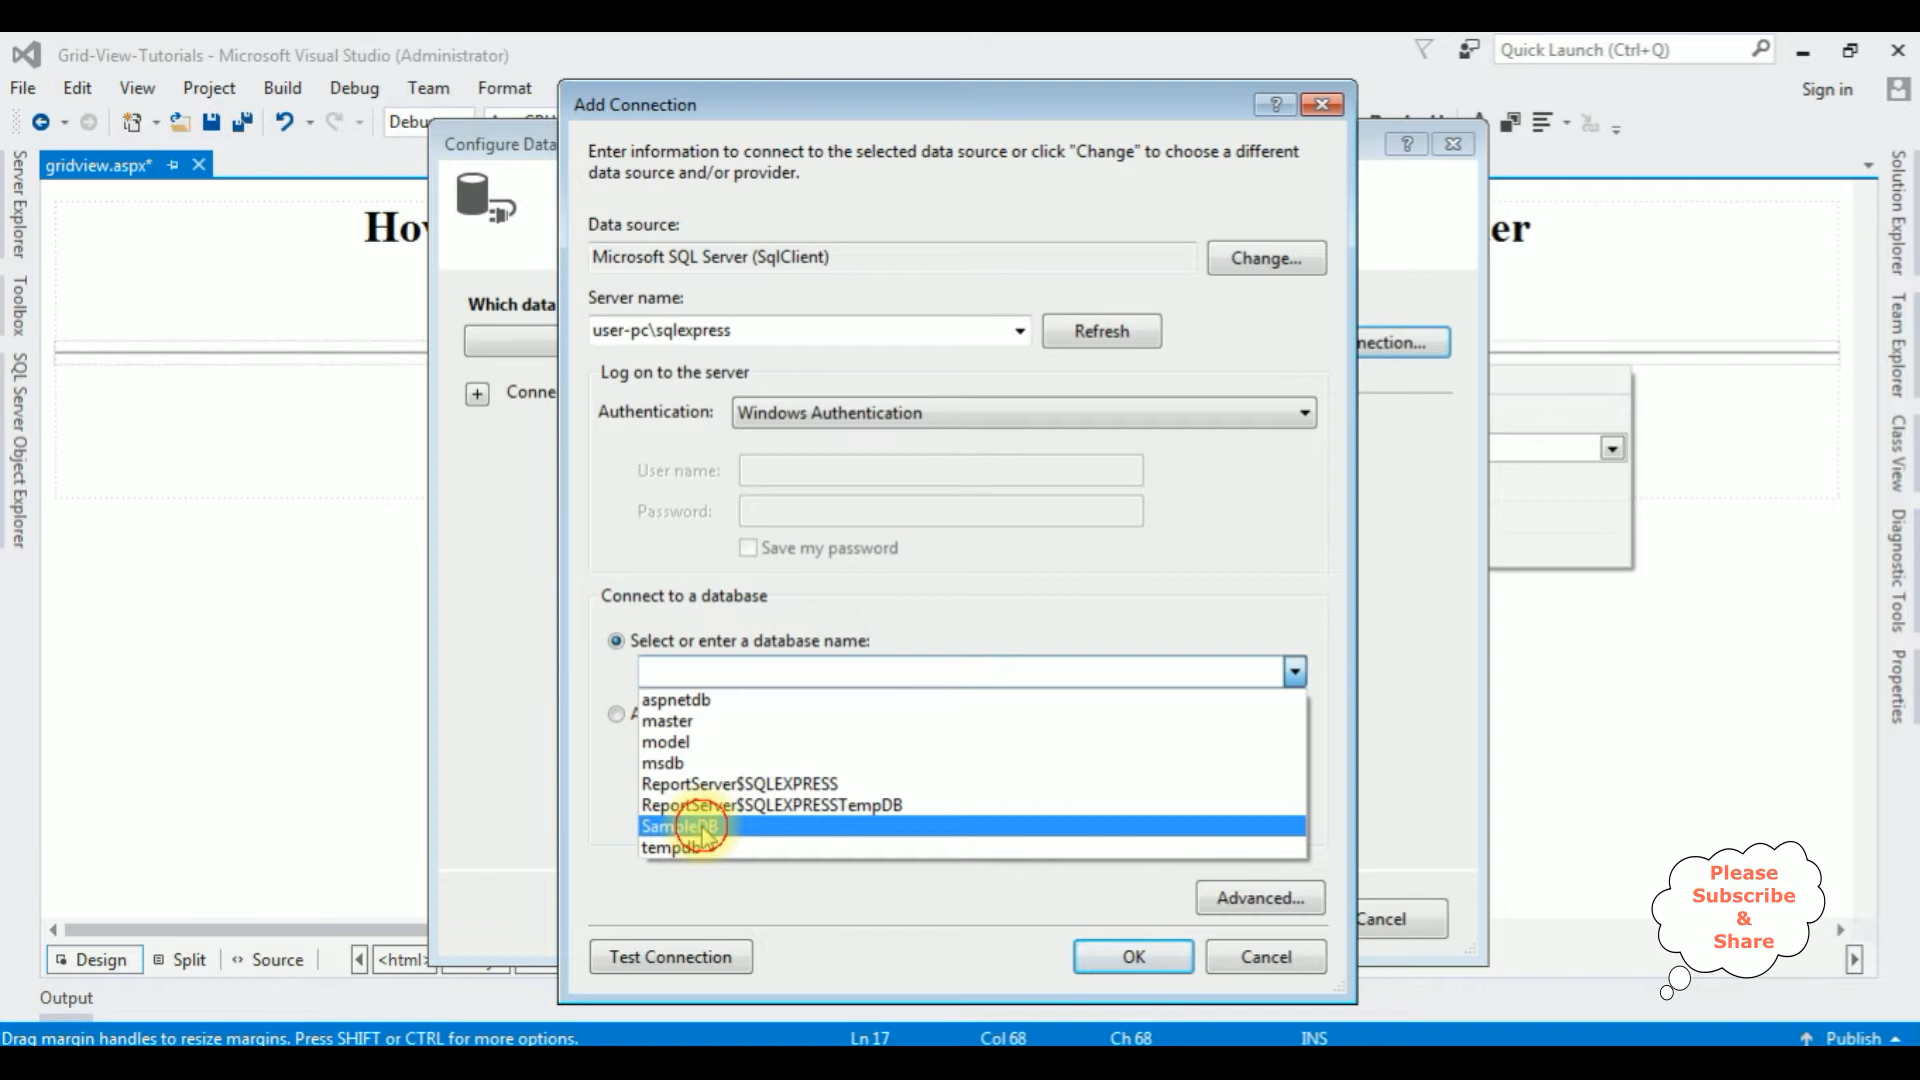 Grid-View-Tutorials - Microsoft Visual Studio (Administrator)
Quick Launch (Ctrl+Q)
File Edit View Project Build Debug Team Format
Sign in
Debu
gridview.aspx*
Server Explorer
Toolbox
SQL Server Object Explorer
Configure Data
Which data
Conne
nection...
Cancel
Add Connection
Enter information to connect to the selected data source or click "Change" to choose a different
data source and/or provider.
Data source:
Microsoft SQL Server (SqlClient)
Change...
Server name:
user-pc\sqlexpress
Refresh
Log on to the server
Authentication: Windows Authentication
User name:
Password:
Save my password
Connect to a database
Select or enter a database name:
aspnetdb
master
model
msdb
ReportServer$SQLEXPRESS
ReportServer$SQLEXPRESSTempDB
SampleDB
tempdb
Advanced...
Test Connection
OK
Cancel
er
Solution Explorer
Team Explorer
Class View
Diagnostic Tools
Properties
Please
Subscribe
&
Share
Design Split Source <html>
Output
Drag margin handles to resize margins. Press SHIFT or CTRL for more options.
Ln 17 Col 68 Ch 68 INS
Publish